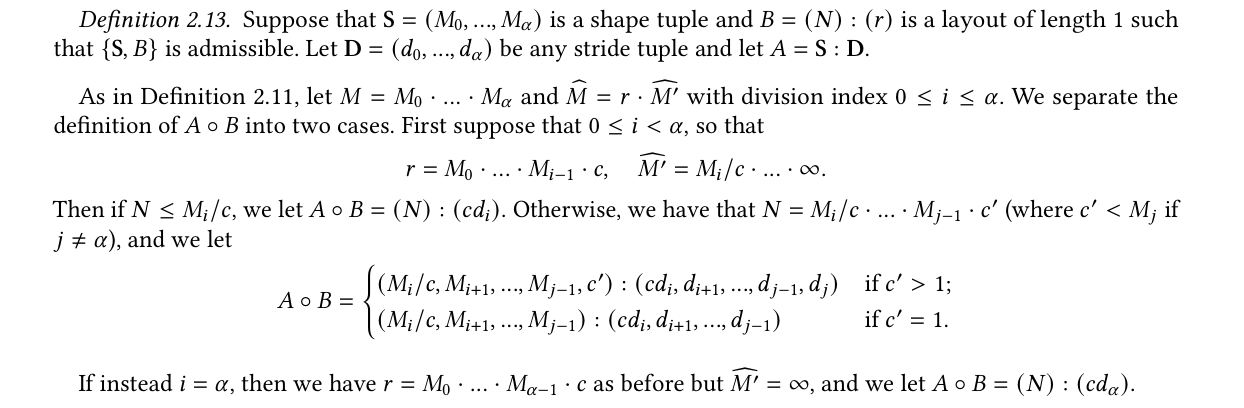 Definition 2.13. Suppose that S = (M₀, ..., M_α) is a shape tuple and B = (N) : (r) is a layout of length 1 such
that {S, B} is admissible. Let D = (d₀, ..., d_α) be any stride tuple and let A = S : D.
As in Definition 2.11, let M = M₀ · ... · M_α and M̂ = r · M̂′ with division index 0 ≤ i ≤ α. We separate the
definition of A ∘ B into two cases. First suppose that 0 ≤ i < α, so that
r = M₀ · ... · M_{i−1} · c, M̂′ = M_i/c · ... · ∞.
Then if N ≤ M_i/c, we let A ∘ B = (N) : (cd_i). Otherwise, we have that N = M_i/c · ... · M_{j−1} · c′ (where c′ < M_j if
j ≠ α), and we let
A ∘ B = { (M_i/c, M_{i+1}, ..., M_{j−1}, c′) : (cd_i, d_{i+1}, ..., d_{j−1}, d_j) if c′ > 1;
(M_i/c, M_{i+1}, ..., M_{j−1}) : (cd_i, d_{i+1}, ..., d_{j−1}) if c′ = 1.
If instead i = α, then we have r = M₀ · ... · M_{α−1} · c as before but M̂′ = ∞, and we let A ∘ B = (N) : (cd_α).